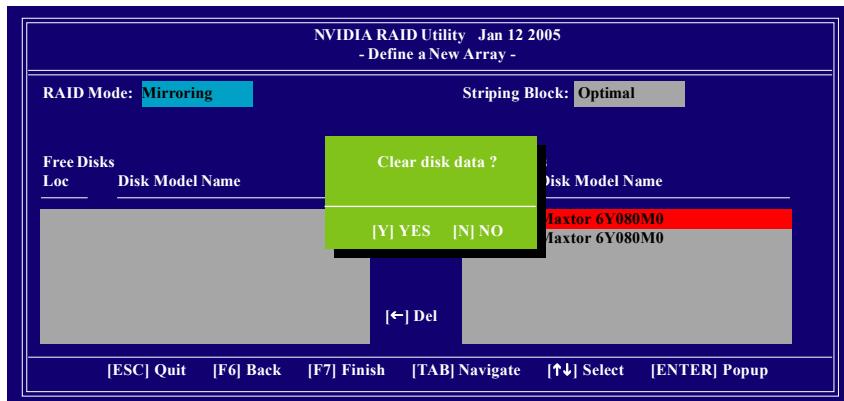 NVIDIA RAID Utility Jan 12 2005
- Define a New Array -
RAID Mode: Mirroring
Striping Block: Optimal
Free Disks
Loc Disk Model Name
Clear disk data ?
[Y] YES [N] NO
Disk Model Name
Maxtor 6Y080M0
Maxtor 6Y080M0
[←] Del
[ESC] Quit [F6] Back [F7] Finish [TAB] Navigate [↑↓] Select [ENTER] Popup